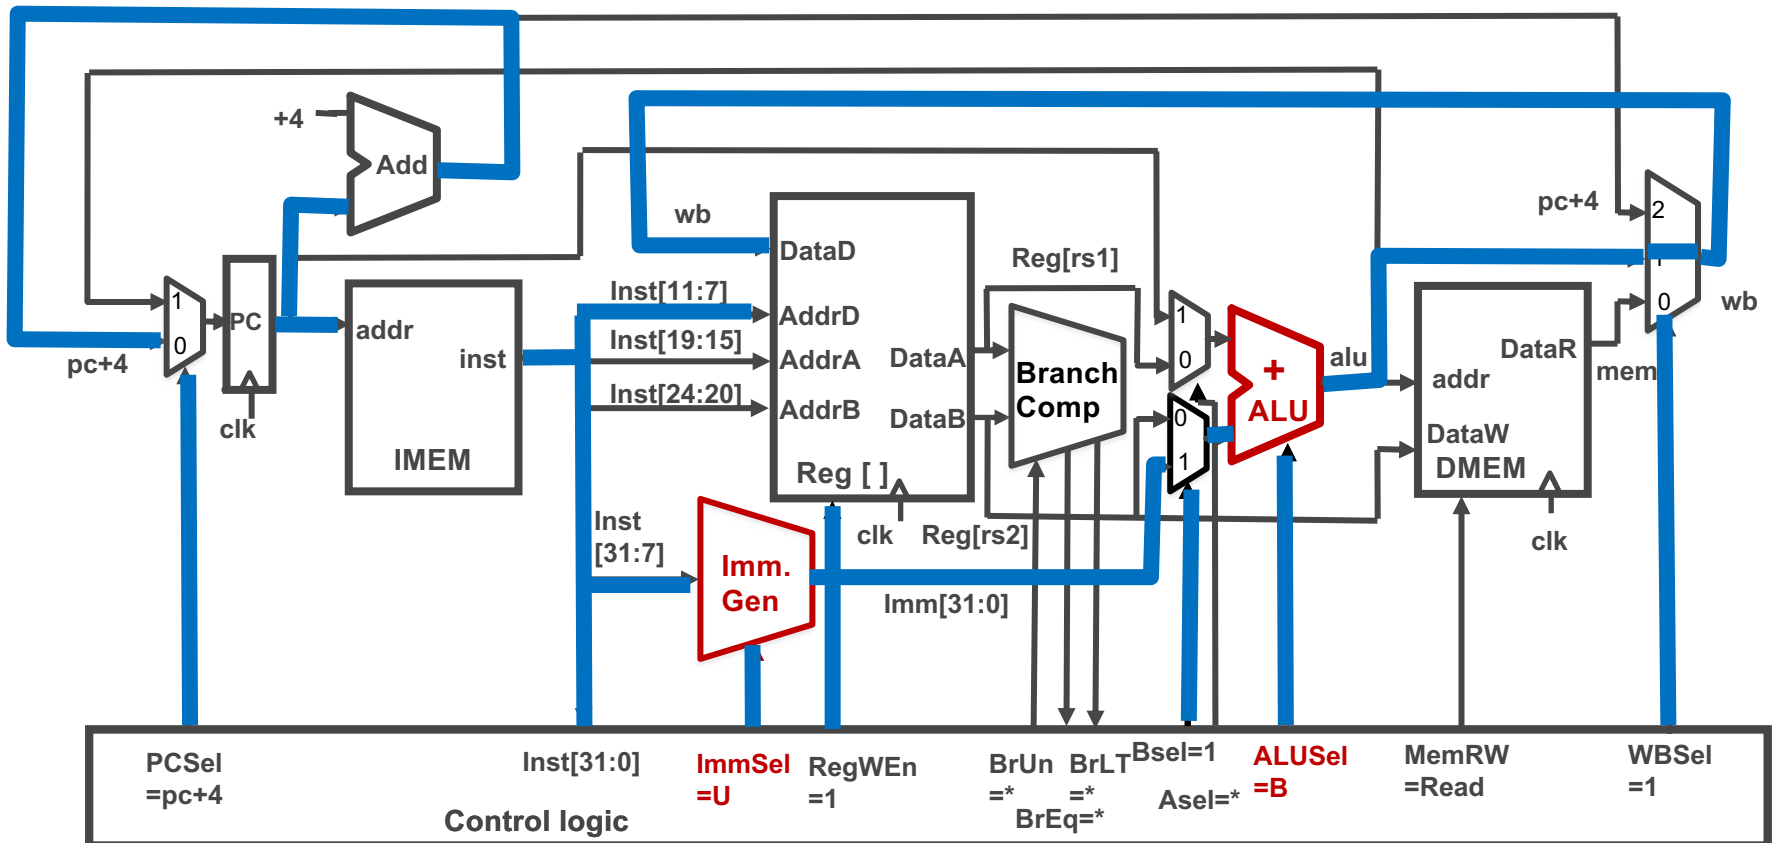 +4
Add
pc+4
1
0
PC
clk
addr
inst
IMEM
wb
Inst[11:7]
Inst[19:15]
Inst[24:20]
DataD
AddrD
AddrA
AddrB
DataA
DataB
Reg [ ]
clk
Reg[rs1]
Reg[rs2]
Branch
Comp
1
0
0
1
+
ALU
alu
pc+4
2
1
0
wb
DataR
mem
addr
DataW
DMEM
clk
Inst
[31:7]
Imm.
Gen
Imm[31:0]
PCSel
=pc+4
Inst[31:0]
ImmSel
=U
RegWEn
=1
BrUn
=*
BrLT
=*
BrEq=*
Bsel=1
Asel=*
ALUSel
=B
MemRW
=Read
WBSel
=1
Control logic